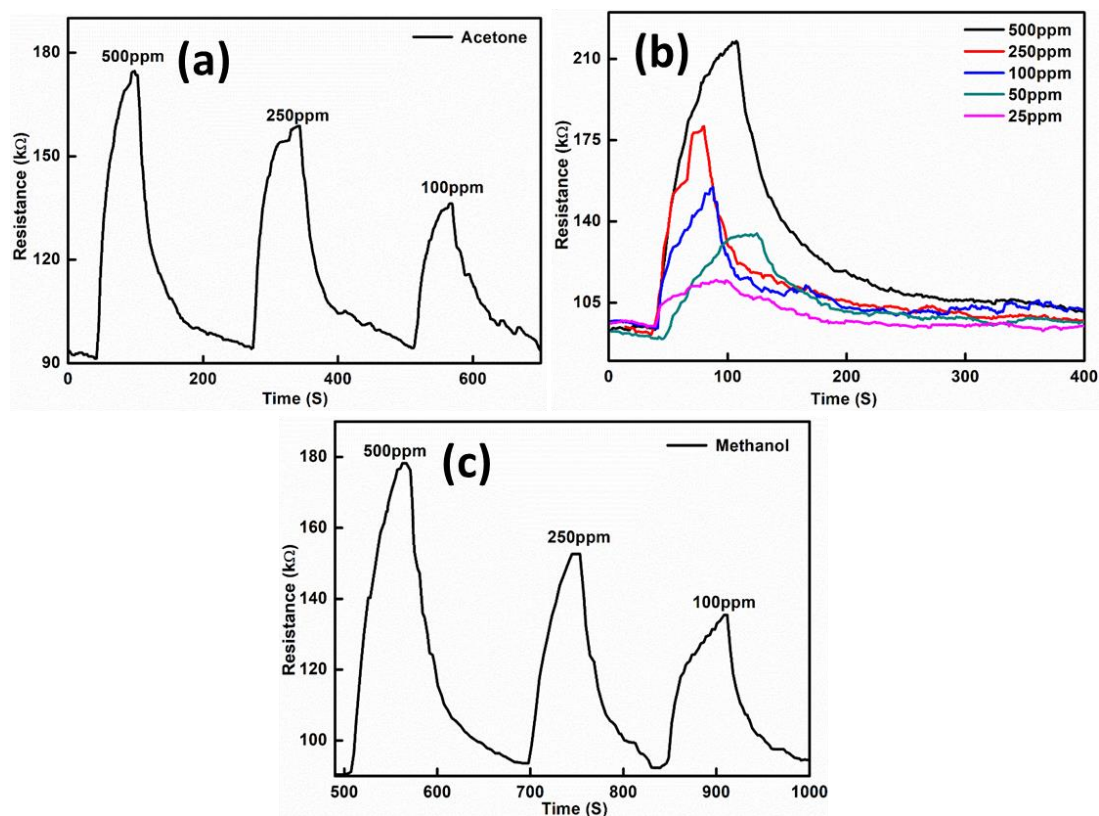 (a)
Acetone
500ppm
250ppm
100ppm
180
150
120
90
Resistance (kΩ)
0 200 400 600
Time (S)
(b)
500ppm
250ppm
100ppm
50ppm
25ppm
210
175
140
105
Resistance (kΩ)
0 100 200 300 400
Time (S)
(c)
Methanol
500ppm
250ppm
100ppm
180
160
140
120
100
Resistance (kΩ)
500 600 700 800 900 1000
Time (S)